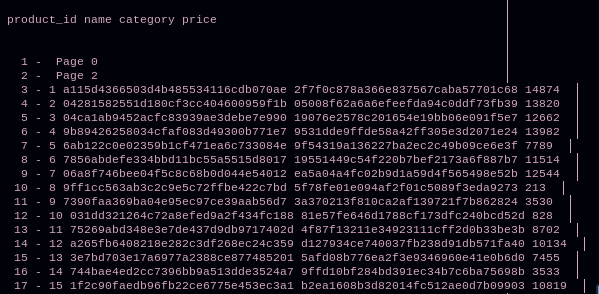 product_id name category price
1 -  Page 0
2 -  Page 2
3 - 1 a115d4366503d4b485534116cdb070ae 2f7f0c878a366e837567caba57701c68 14874
4 - 2 04281582551d180cf3cc404600959f1b 05008f62a6a6efeefda94c0ddf73fb39 13820
5 - 3 04ca1ab9452acfc83939ae3debe7e990 19076e2578c201654e19bb06e091f5e7 12662
6 - 4 9b89426258034cfaf083d49300b771e7 9531dde9ffde58a42ff305e3d2071e24 13982
7 - 5 6ab122c0e02359b1cf471ea6c733084e 9f54319a136227ba2ec2c49b09ce6e3f 7789
8 - 6 7856abdefe334bbd11bc55a5515d8017 19551449c54f220b7bef2173a6f887b7 11514
9 - 7 06a8f746bee04f5c8c68b0d044e54012 ea5a04a4fc02b9d1a59d4f565498e52b 12544
10 - 8 9ff1cc563ab3c2c9e5c72ffbe422c7bd 5f78fe01e094af2f01c5089f3eda9273 213
11 - 9 7390faa369ba04e95ec97ce39aab56d7 3a370213f810ca2af139721f7b862824 3530
12 - 10 031dd321264c72a8efed9a2f434fc188 81e57fe646d1788cf173dfc240bcd52d 828
13 - 11 75269abd348e3e7de437d9db9717402d 4f87f13211e34923111cff2d0b33be3b 8702
14 - 12 a265fb6408218e282c3df268ec24c359 d127934ce740037fb238d91db571fa40 10134
15 - 13 3e7bd703e17a6977a2388ce877485201 5afd08b776ea2f3e9346960e41e0b6d0 7455
16 - 14 744bae4ed2cc7396bb9a513dde3524a7 9ffd10bf284bd391ec34b7c6ba75698b 3533
17 - 15 1f2c90faedb96fb22ce6775e453ec3a1 b2ea1608b3d82014fc512ae0d7b09903 10819